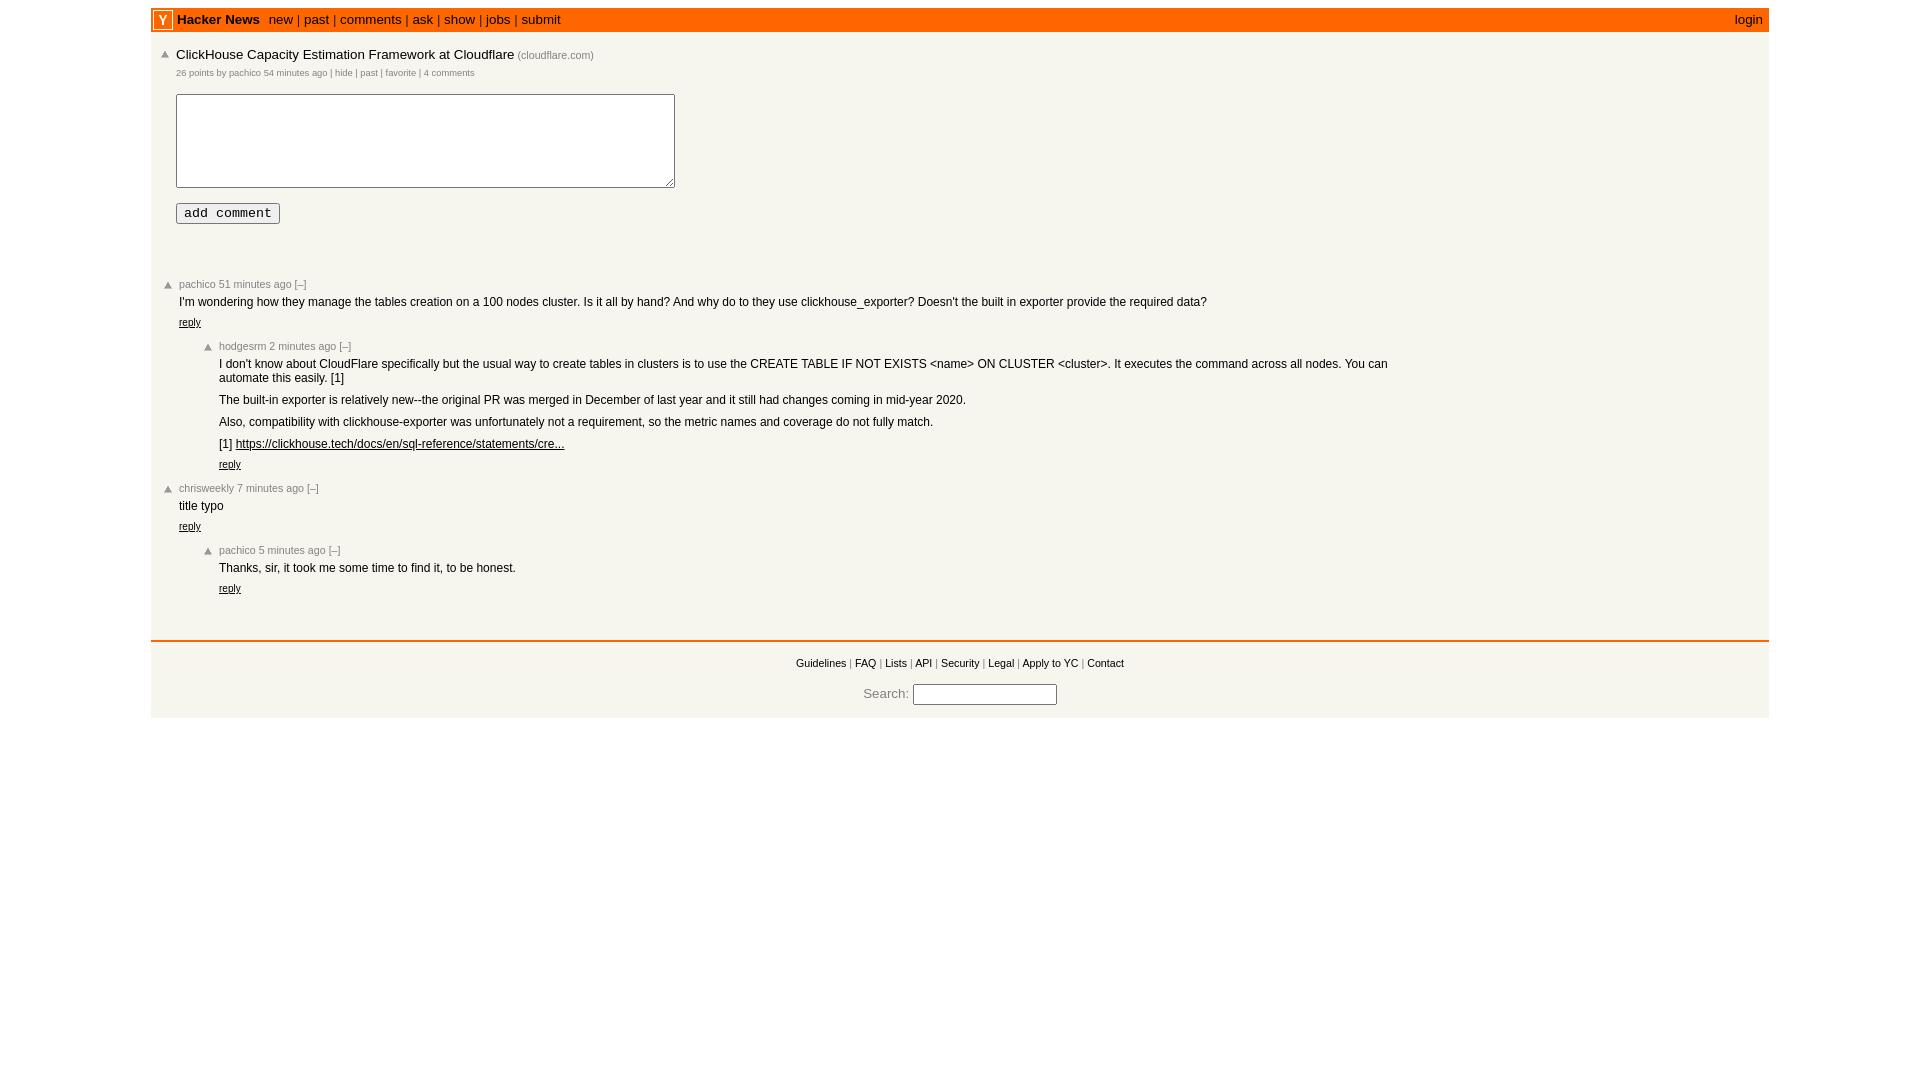 Y Hacker News new | past | comments | ask | show | jobs | submit login
ClickHouse Capacity Estimation Framework at Cloudflare (cloudflare.com)
26 points by pachico 54 minutes ago | hide | past | favorite | 4 comments
add comment
pachico 51 minutes ago [–]
I'm wondering how they manage the tables creation on a 100 nodes cluster. Is it all by hand? And why do to they use clickhouse_exporter? Doesn't the built in exporter provide the required data?
reply
hodgesrm 2 minutes ago [–]
I don't know about CloudFlare specifically but the usual way to create tables in clusters is to use the CREATE TABLE IF NOT EXISTS <name> ON CLUSTER <cluster>. It executes the command across all nodes. You can
automate this easily. [1]
The built-in exporter is relatively new--the original PR was merged in December of last year and it still had changes coming in mid-year 2020.
Also, compatibility with clickhouse-exporter was unfortunately not a requirement, so the metric names and coverage do not fully match.
[1] https://clickhouse.tech/docs/en/sql-reference/statements/cre...
reply
chrisweekly 7 minutes ago [–]
title typo
reply
pachico 5 minutes ago [–]
Thanks, sir, it took me some time to find it, to be honest.
reply
Guidelines | FAQ | Lists | API | Security | Legal | Apply to YC | Contact
Search: